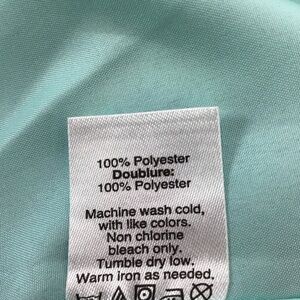 100% Polyester
Doublure:
100% Polyester
Machine wash cold,
with like colors.
Non chlorine
bleach only.
Tumble dry low.
Warm iron as needed.